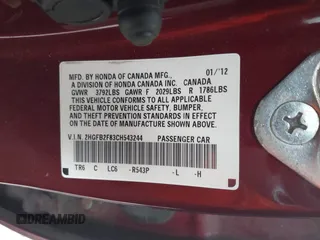 MFD. BY HONDA OF CANADA MFG., 01/12
A DIVISION OF HONDA CANADA INC. CANADA
GVWR 3792LBS GAWR F 2029LBS R 1786LBS
THIS VEHICLE CONFORMS TO ALL APPLICABLE
FEDERAL MOTOR VEHICLE SAFETY, BUMPER,
AND THEFT PREVENTION STANDARDS IN EFFECT
ON THE DATE OF MANUFACTURE SHOWN ABOVE.
V.I.N. 2HGFB2F83CH543244 PASSENGER CAR
TR6 C LC6 -R543P -L -H
DREAMBID